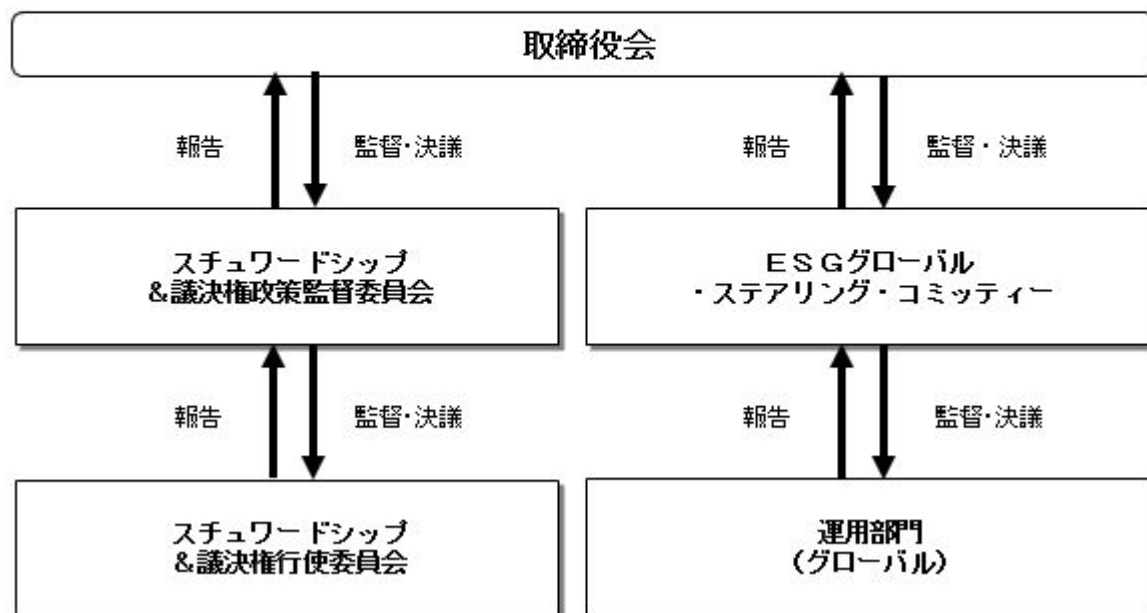 取締役会
報告
監督・決議
報告
監督・決議
スチュワードシップ
&議決権政策監督委員会
ESGグローバル
・ステアリング・コミッティー
報告
監督・決議
報告
監督・決議
スチュワードシップ
&議決権行使委員会
運用部門
(グローバル)